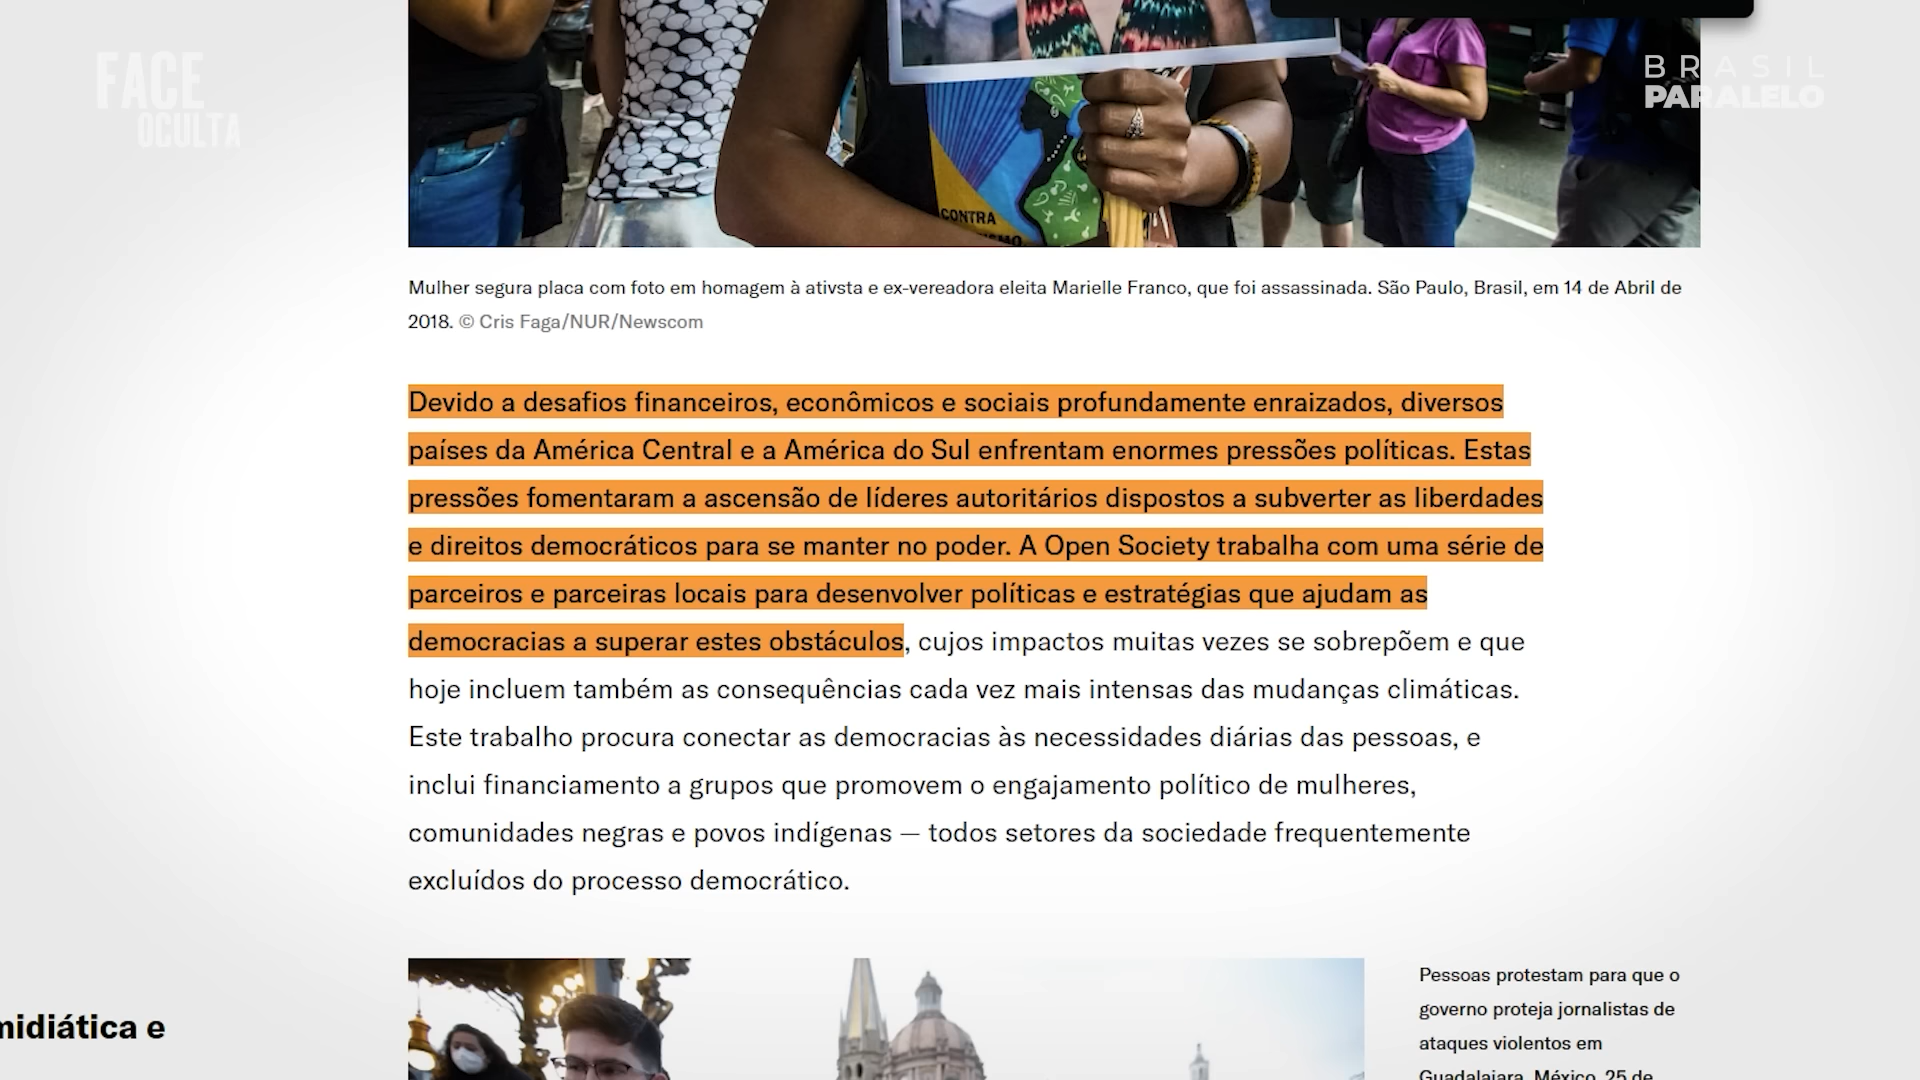 FACE
OCULTA
BRASIL
PARALELO
CONTRA
Mulher segura placa com foto em homagem à ativsta e ex-vereadora eleita Marielle Franco, que foi assassinada. São Paulo, Brasil, em 14 de Abril de
2018. © Cris Faga/NUR/Newscom
Devido a desafios financeiros, econômicos e sociais profundamente enraizados, diversos
países da América Central e a América do Sul enfrentam enormes pressões políticas. Estas
pressões fomentaram a ascensão de líderes autoritários dispostos a subverter as liberdades
e direitos democráticos para se manter no poder. A Open Society trabalha com uma série de
parceiros e parceiras locais para desenvolver políticas e estratégias que ajudam as
democracias a superar estes obstáculos, cujos impactos muitas vezes se sobrepõem e que
hoje incluem também as consequências cada vez mais intensas das mudanças climáticas.
Este trabalho procura conectar as democracias às necessidades diárias das pessoas, e
inclui financiamento a grupos que promovem o engajamento político de mulheres,
comunidades negras e povos indígenas — todos setores da sociedade frequentemente
excluídos do processo democrático.
Pessoas protestam para que o
governo proteja jornalistas de
ataques violentos em
Guadalajara, México, 25 de
midiática e